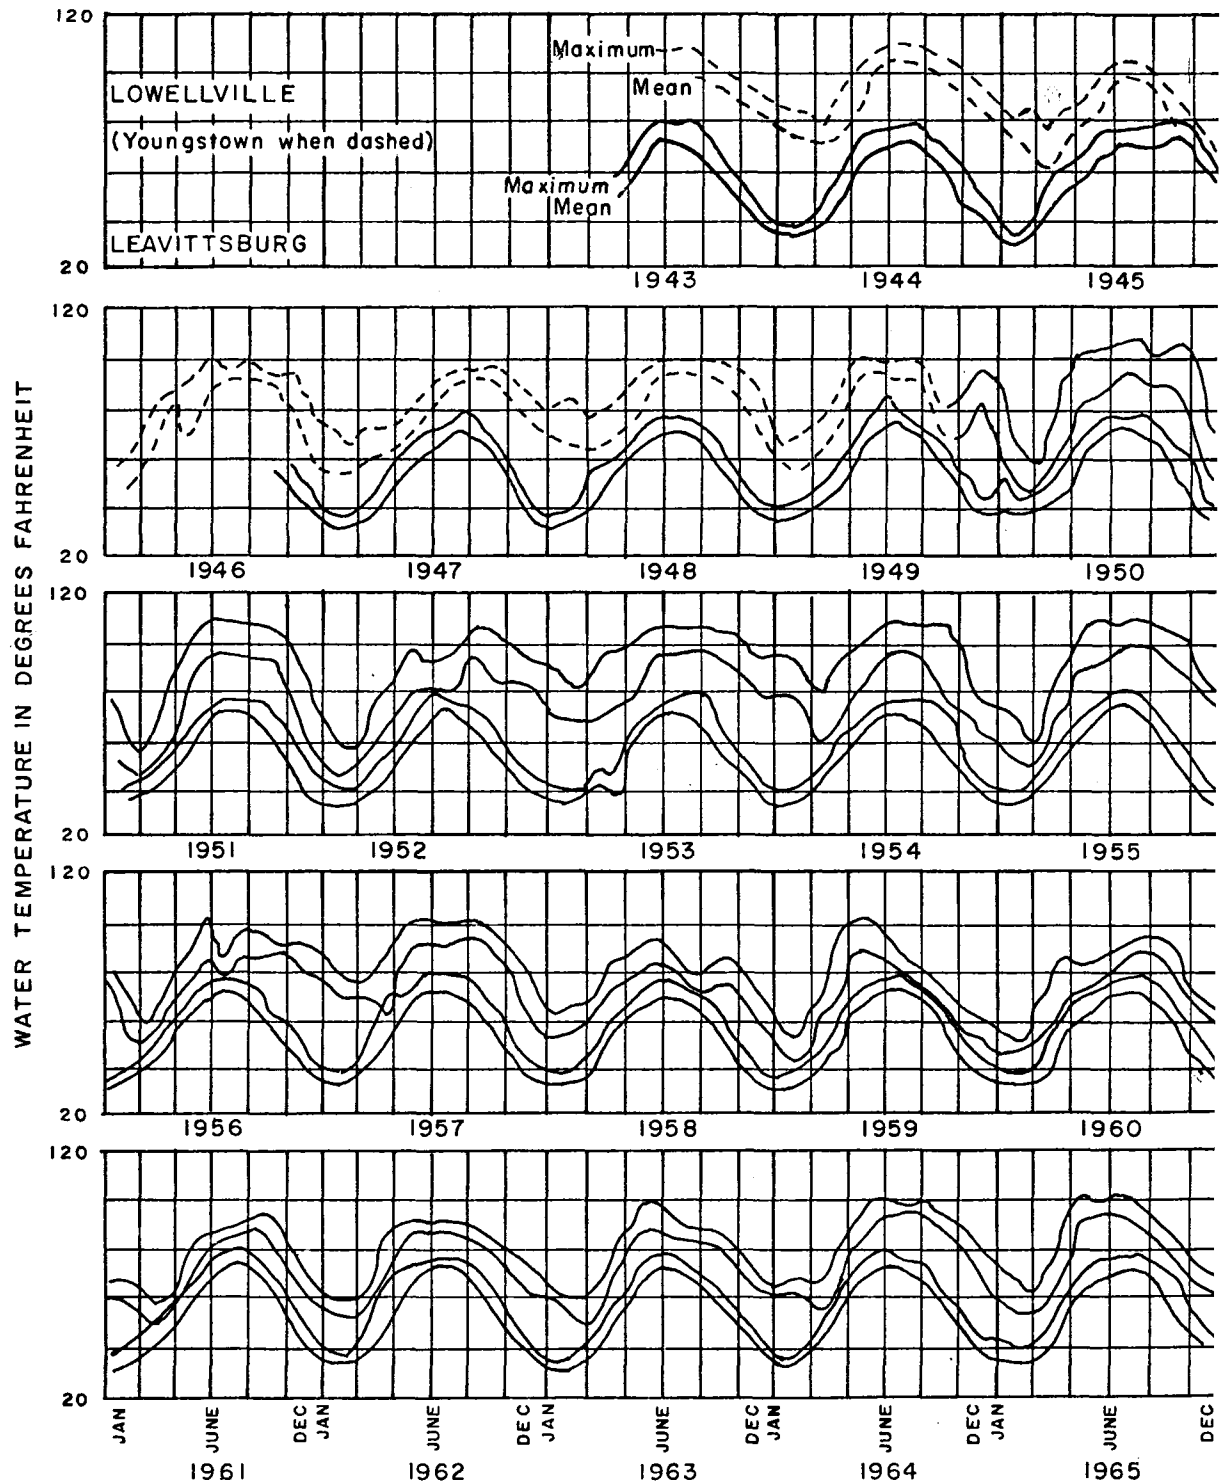 WATER TEMPERATURE IN DEGREES FAHRENHEIT
120
Maximum
LOWELLVILLE
Mean
(Youngstown when dashed)
Maximum
Mean
LEAVITTSBURG
20
1943 1944 1945
120
20
1946 1947 1948 1949 1950
120
20
1951 1952 1953 1954 1955
120
20
1956 1957 1958 1959 1960
120
20
JAN JUNE DEC JAN JUNE DEC JAN JUNE DEC JAN JUNE DEC JAN JUNE DEC
1961 1962 1963 1964 1965